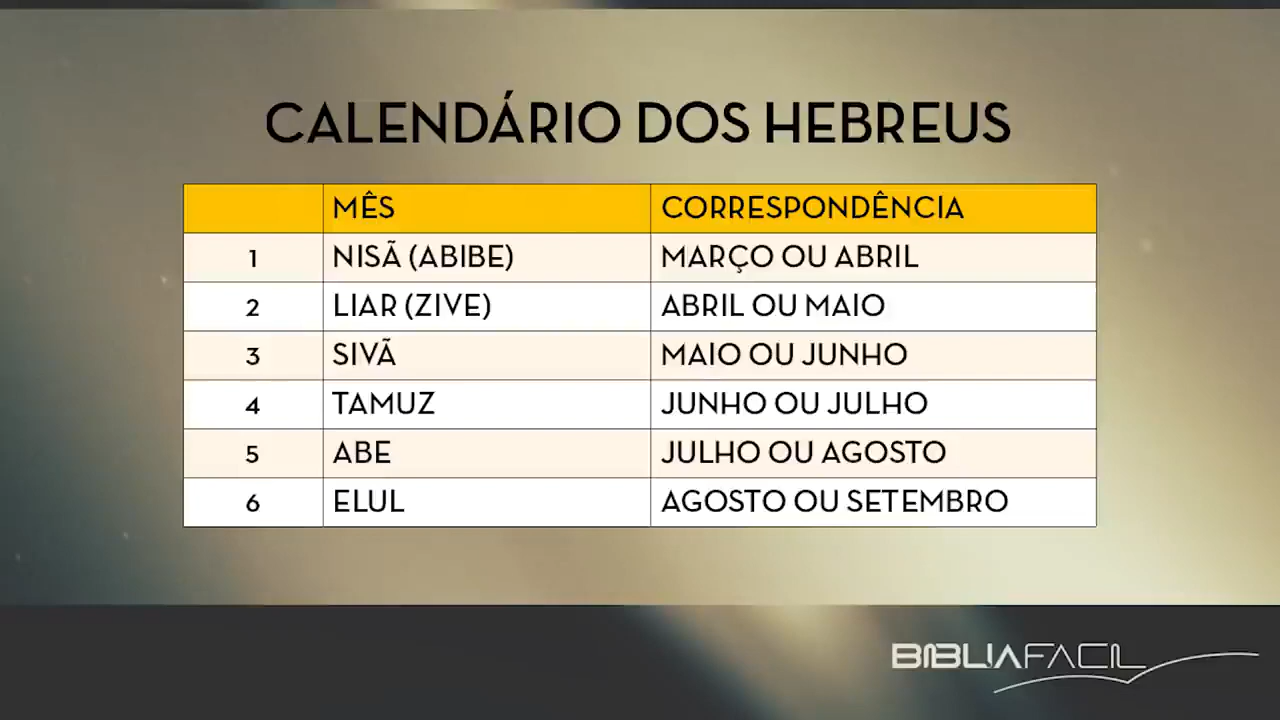 CALENDÁRIO DOS HEBREUS
MÊS CORRESPONDÊNCIA
1 NISÃ (ABIBE) MARÇO OU ABRIL
2 LIAR (ZIVE) ABRIL OU MAIO
3 SIVÃ MAIO OU JUNHO
4 TAMUZ JUNHO OU JULHO
5 ABE JULHO OU AGOSTO
6 ELUL AGOSTO OU SETEMBRO
BIBLIAFACIL